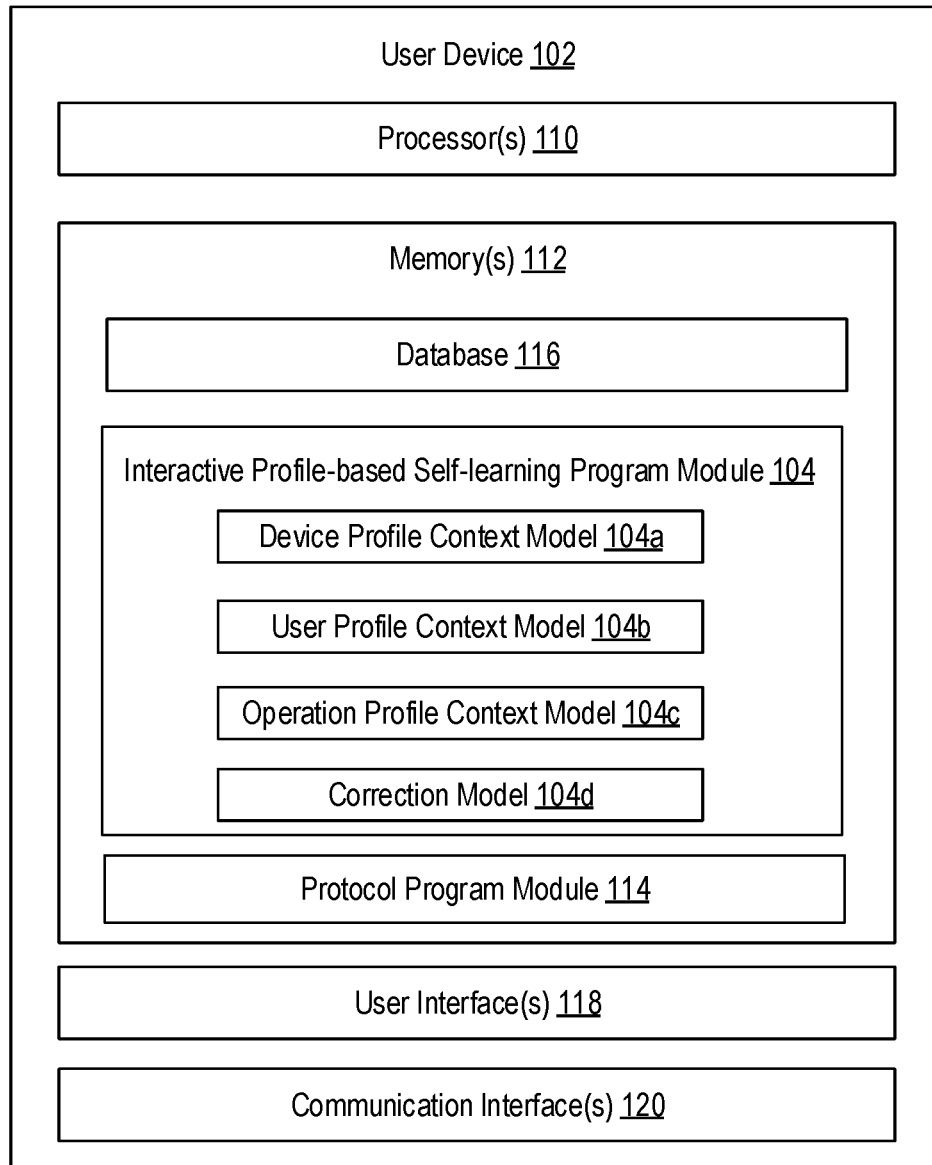 User Device 102
Processor(s) 110
Memory(s) 112
Database 116
Interactive Profile-based Self-learning Program Module 104
Device Profile Context Model 104a
User Profile Context Model 104b
Operation Profile Context Model 104c
Correction Model 104d
Protocol Program Module 114
User Interface(s) 118
Communication Interface(s) 120